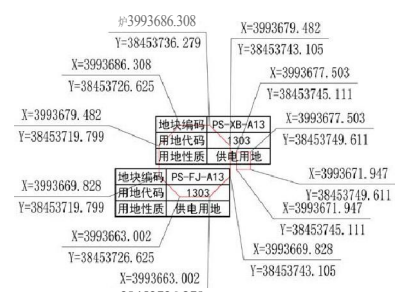 3993686.308
Y=38453736.279
X=3993679.482
Y=38453743.105
X=3993686.308
Y=38453726.625
X=3993677.503
Y=38453745.111
X=3993679.482
Y=38453719.799
X=3993677.503
Y=38453749.611
地块编码 PS-XB-A13
用地代码 1303
用地性质 供电用地
地块编码 PS-FJ-A13
用地代码 1303
用地性质 供电用地
X=3993671.947
Y=38453749.611
X=3993669.828
Y=38453719.799
X=3993671.947
Y=38453745.111
X=3993663.002
Y=38453726.625
X=3993669.828
Y=38453743.105
X=3993663.002